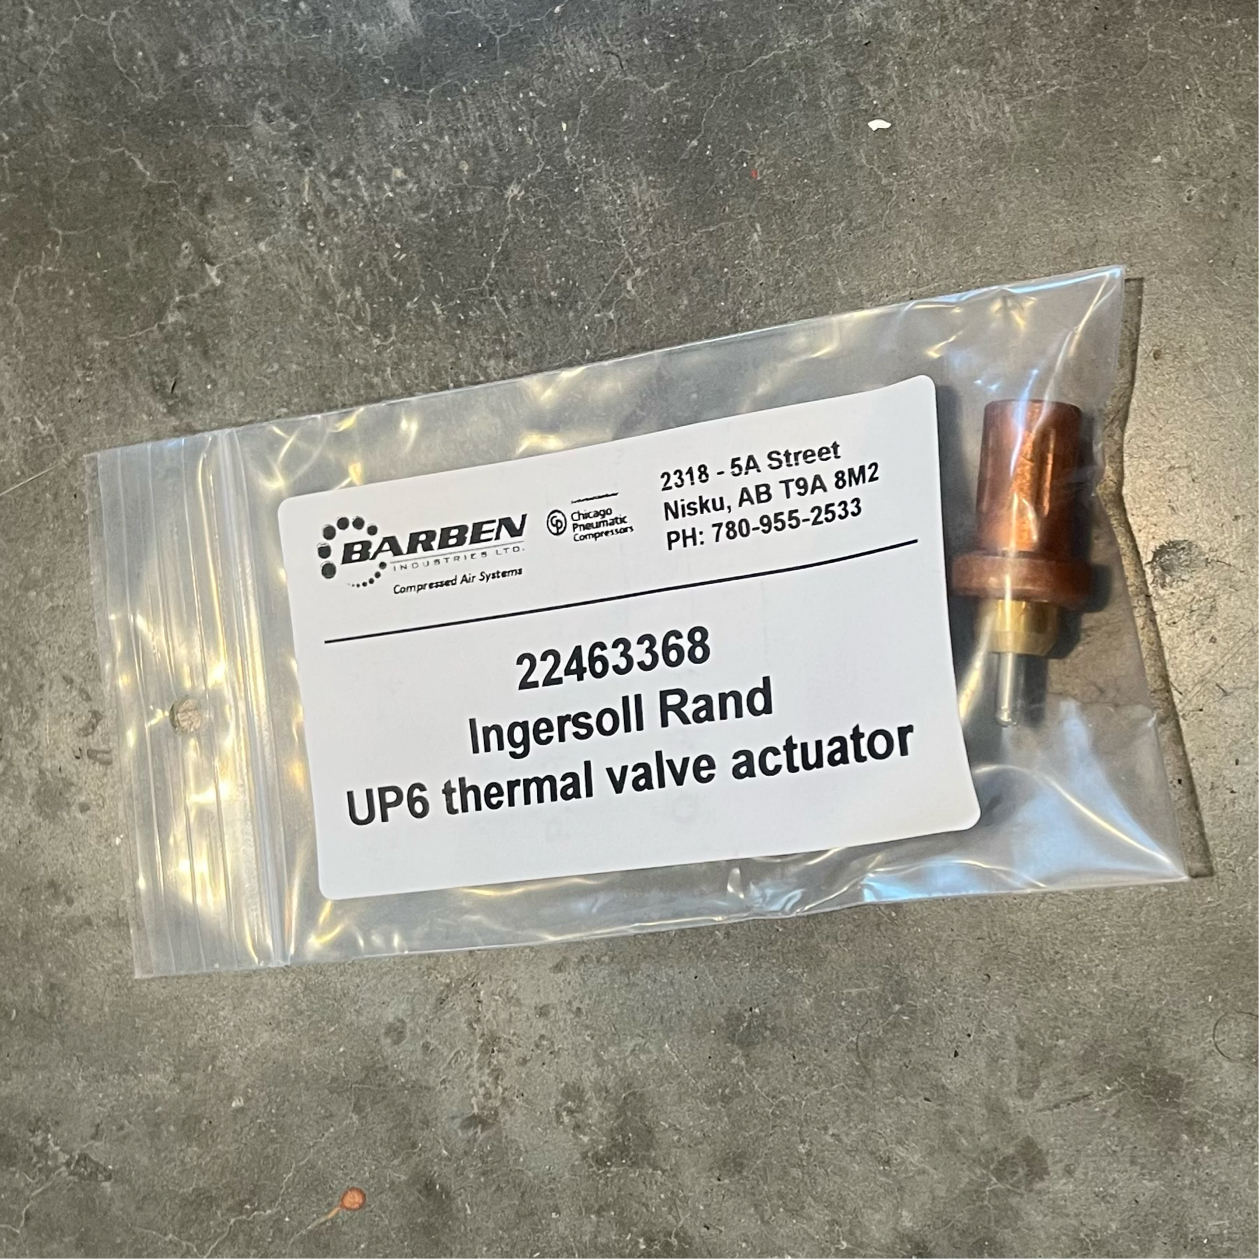 BARBEN
INDUSTRIES LTD.
Compressed Air Systems
CP
Chicago
Pneumatic
Compressors
2318 - 5A Street
Nisku, AB T9A 8M2
PH: 780-955-2533
22463368
Ingersoll Rand
UP6 thermal valve actuator